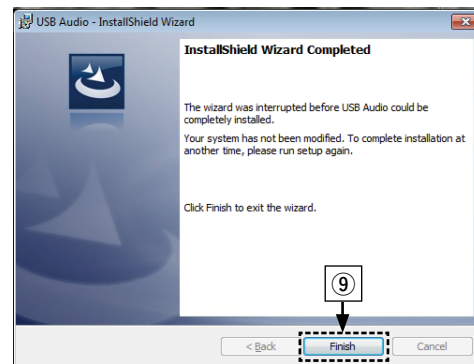 USB Audio - InstallShield Wizard
InstallShield Wizard Completed
The wizard was interrupted before USB Audio could be
completely installed.
Your system has not been modified. To complete installation at
another time, please run setup again.
Click Finish to exit the wizard.
⑨
< Back Finish Cancel